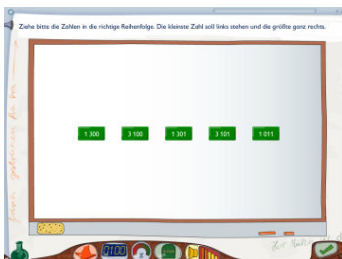 Ziehe bitte die Zahlen in die richtige Reihenfolge. Die kleinste Zahl soll links stehen und die größte ganz rechts.
1 300 3 100 1 301 3 101 1 011